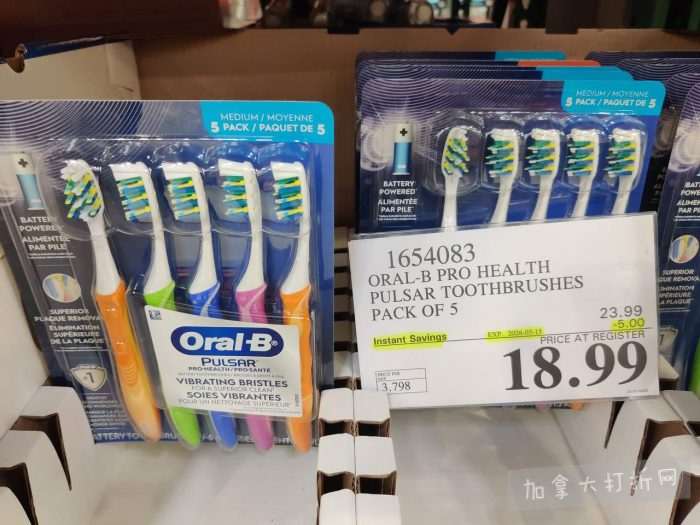 MEDIUM / MOYENNE
5 PACK / PAQUET DE 5
BATTERY
POWERED*
ALIMENTÉE
PAR PILE*
SUPERIOR
PLAQUE REMOVAL
ÉLIMINATION
SUPÉRIEURE
DE LA PLAQUE
#1
Oral-B
PULSAR
PRO-HEALTH/PRO-SANTÉ
VIBRATING BRISTLES
FOR A SUPERIOR CLEAN
SOIES VIBRANTES
POUR UN NETTOYAGE SUPÉRIEUR
BATTERY
MEDIUM / MOYENNE
5 PACK / PAQUET DE 5
BATTERY
POWERED*
ALIMENTÉE
PAR PILE*
1654083
ORAL-B PRO HEALTH
PULSAR TOOTHBRUSHES
PACK OF 5
23.99
-5.00
Instant Savings
PRICE AT REGISTER
18.99
PRICE PER
3.798
加拿大打折网